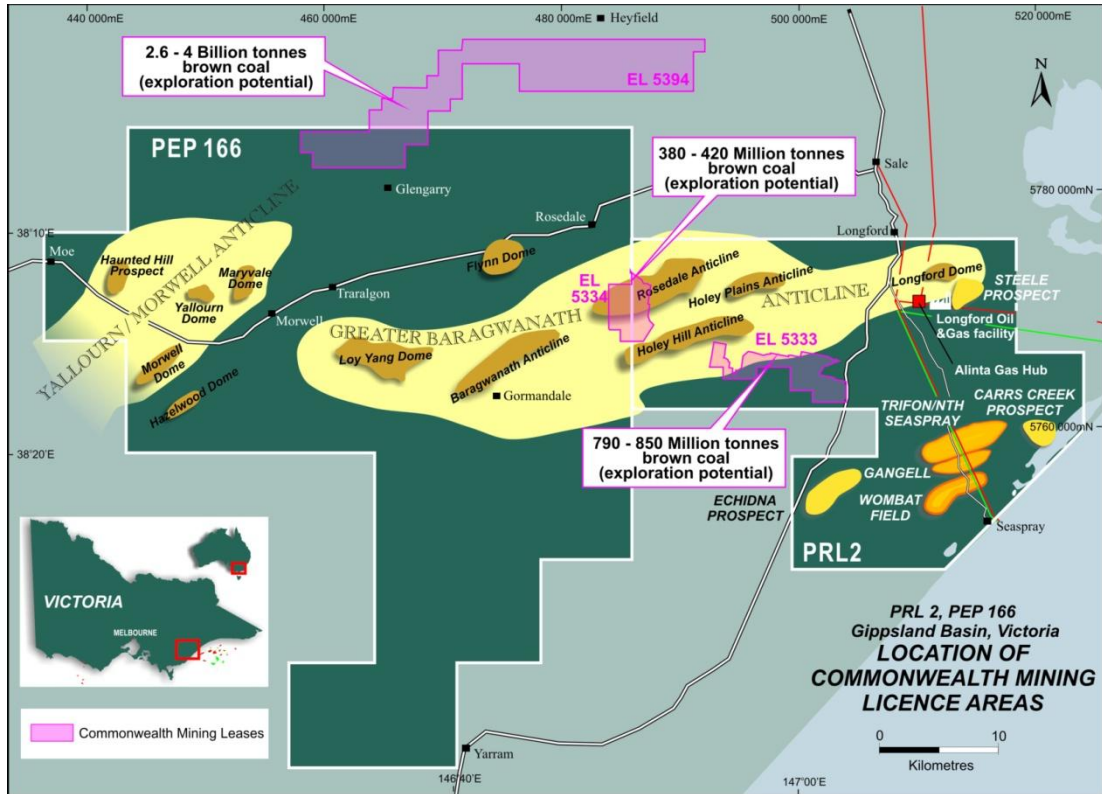 440 000mE
460 000mE
480 000mE
500 000mE
520 000mE
Heyfield
2.6 - 4 Billion tonnes
brown coal
(exploration potential)
EL 5394
N
PEP 166
380 - 420 Million tonnes
brown coal
(exploration potential)
Sale
5780 000mN
Glengarry
38°10'E
Moe
Rosedale
Longford
YALLOURN / MORWELL ANTICLINE
Haunted Hill
Prospect
Maryvale
Dome
Yallourn
Dome
Flynn Dome
EL
5334
Rosedale Anticline
Holey Plains Anticline
Longford Dome
STEELE
PROSPECT
Traralgon
Morwell
GREATER BARAGWANATH
ANTICLINE
Longford Oil
&Gas facility
Morwell
Dome
Hazelwood Dome
Loy Yang Dome
Baragwanath Anticline
Holey Hill Anticline
EL 5333
Alinta Gas Hub
Gormandale
TRIFON/NTH
SEASPRAY
CARRS CREEK
PROSPECT
790 - 850 Million tonnes
brown coal
(exploration potential)
5760 000mN
38°20'E
GANGELL
ECHIDNA
PROSPECT
WOMBAT
FIELD
Seaspray
PRL2
VICTORIA
MELBOURNE
PRL 2, PEP 166
Gippsland Basin, Victoria
LOCATION OF
COMMONWEALTH MINING
LICENCE AREAS
Commonwealth Mining Leases
Yarram
0
10
Kilometres
146°40'E
147°00'E